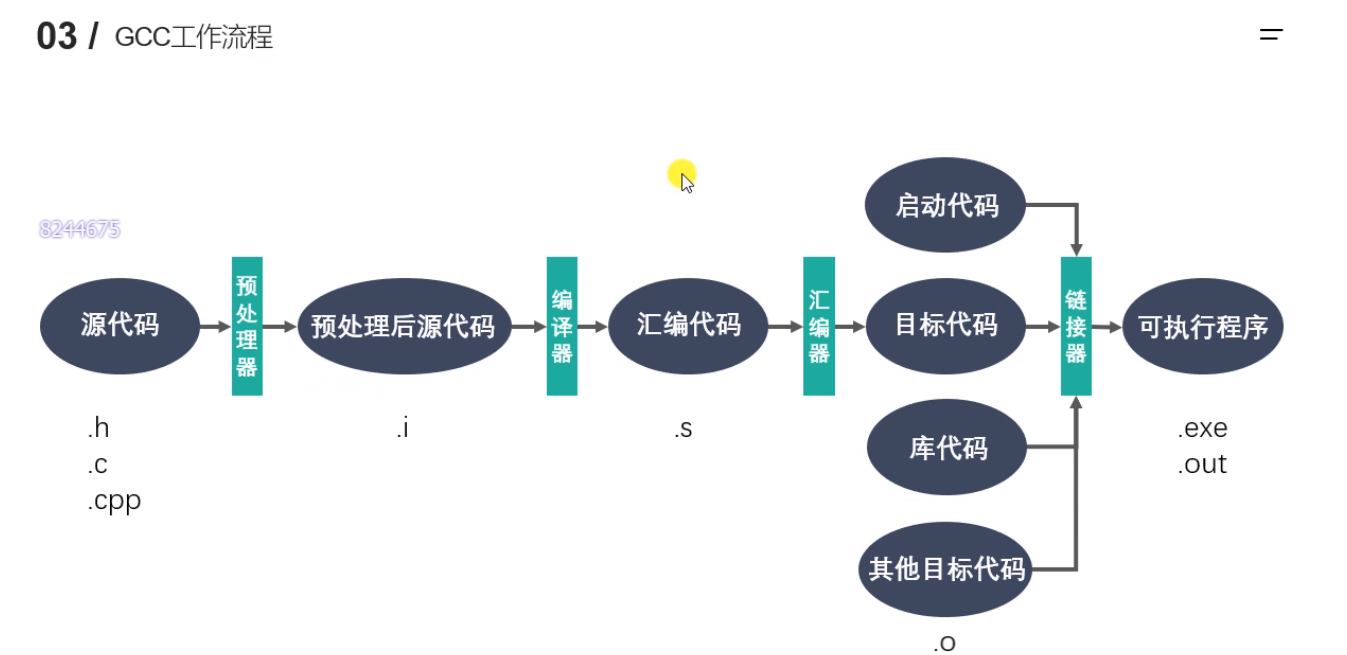 03 / GCC工作流程
8244675
启动代码
源代码
预处理器
预处理后源代码
编译器
汇编代码
汇编器
目标代码
链接器
可执行程序
库代码
其他目标代码
.h
.c
.cpp
.i
.s
.o
.exe
.out